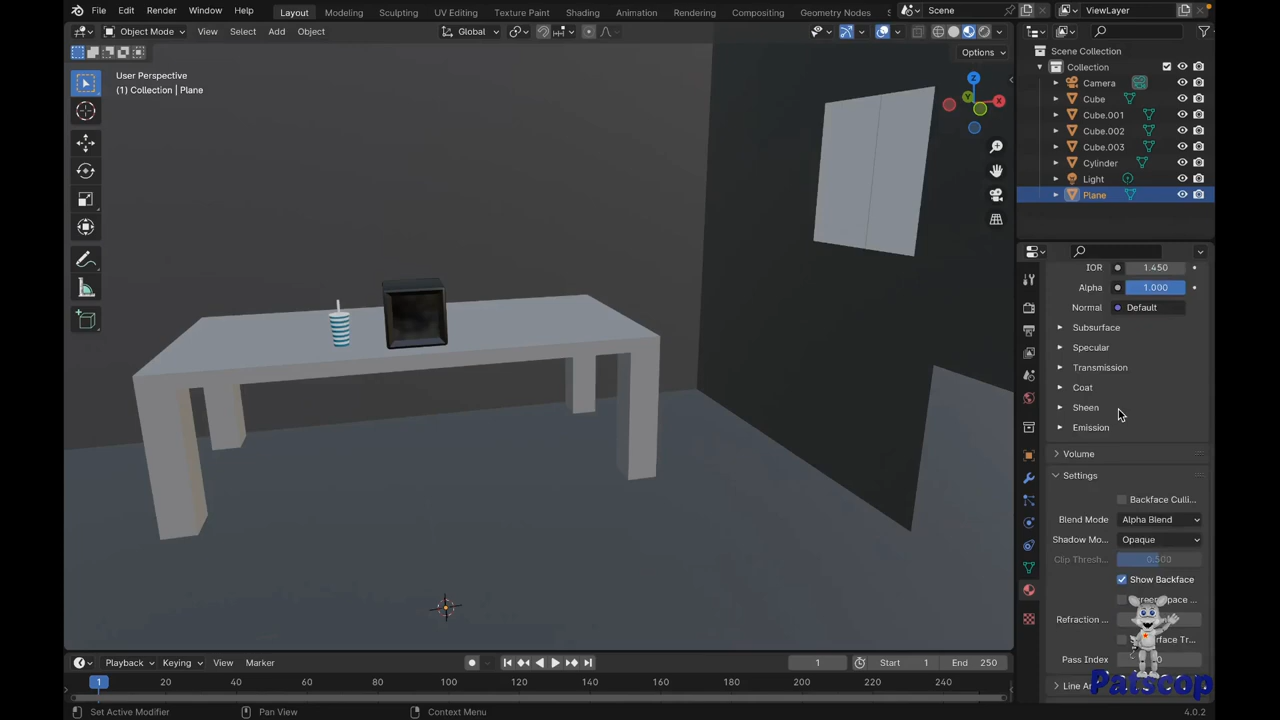 File Edit Render Window Help
Layout Modeling Sculpting UV Editing Texture Paint Shading Animation Rendering Compositing Geometry Nodes
Scene
ViewLayer
Object Mode View Select Add Object
Global
Options
User Perspective
(1) Collection | Plane
Z
Y
X
Scene Collection
Collection
Camera
Cube
Cube.001
Cube.002
Cube.003
Cylinder
Light
Plane
IOR 1.450
Alpha 1.000
Normal Default
Subsurface
Specular
Transmission
Coat
Sheen
Emission
Volume
Settings
Backface Culli...
Blend Mode Alpha Blend
Shadow Mo... Opaque
Clip Thresh... 0.500
Show Backface
Refraction ...
Pass Index
Patscop
Playback Keying View Marker
1
Start 1
End 250
1 20 40 60 80 100 120 140 160 180 200 220 240
Set Active Modifier
Pan View
Context Menu
4.0.2